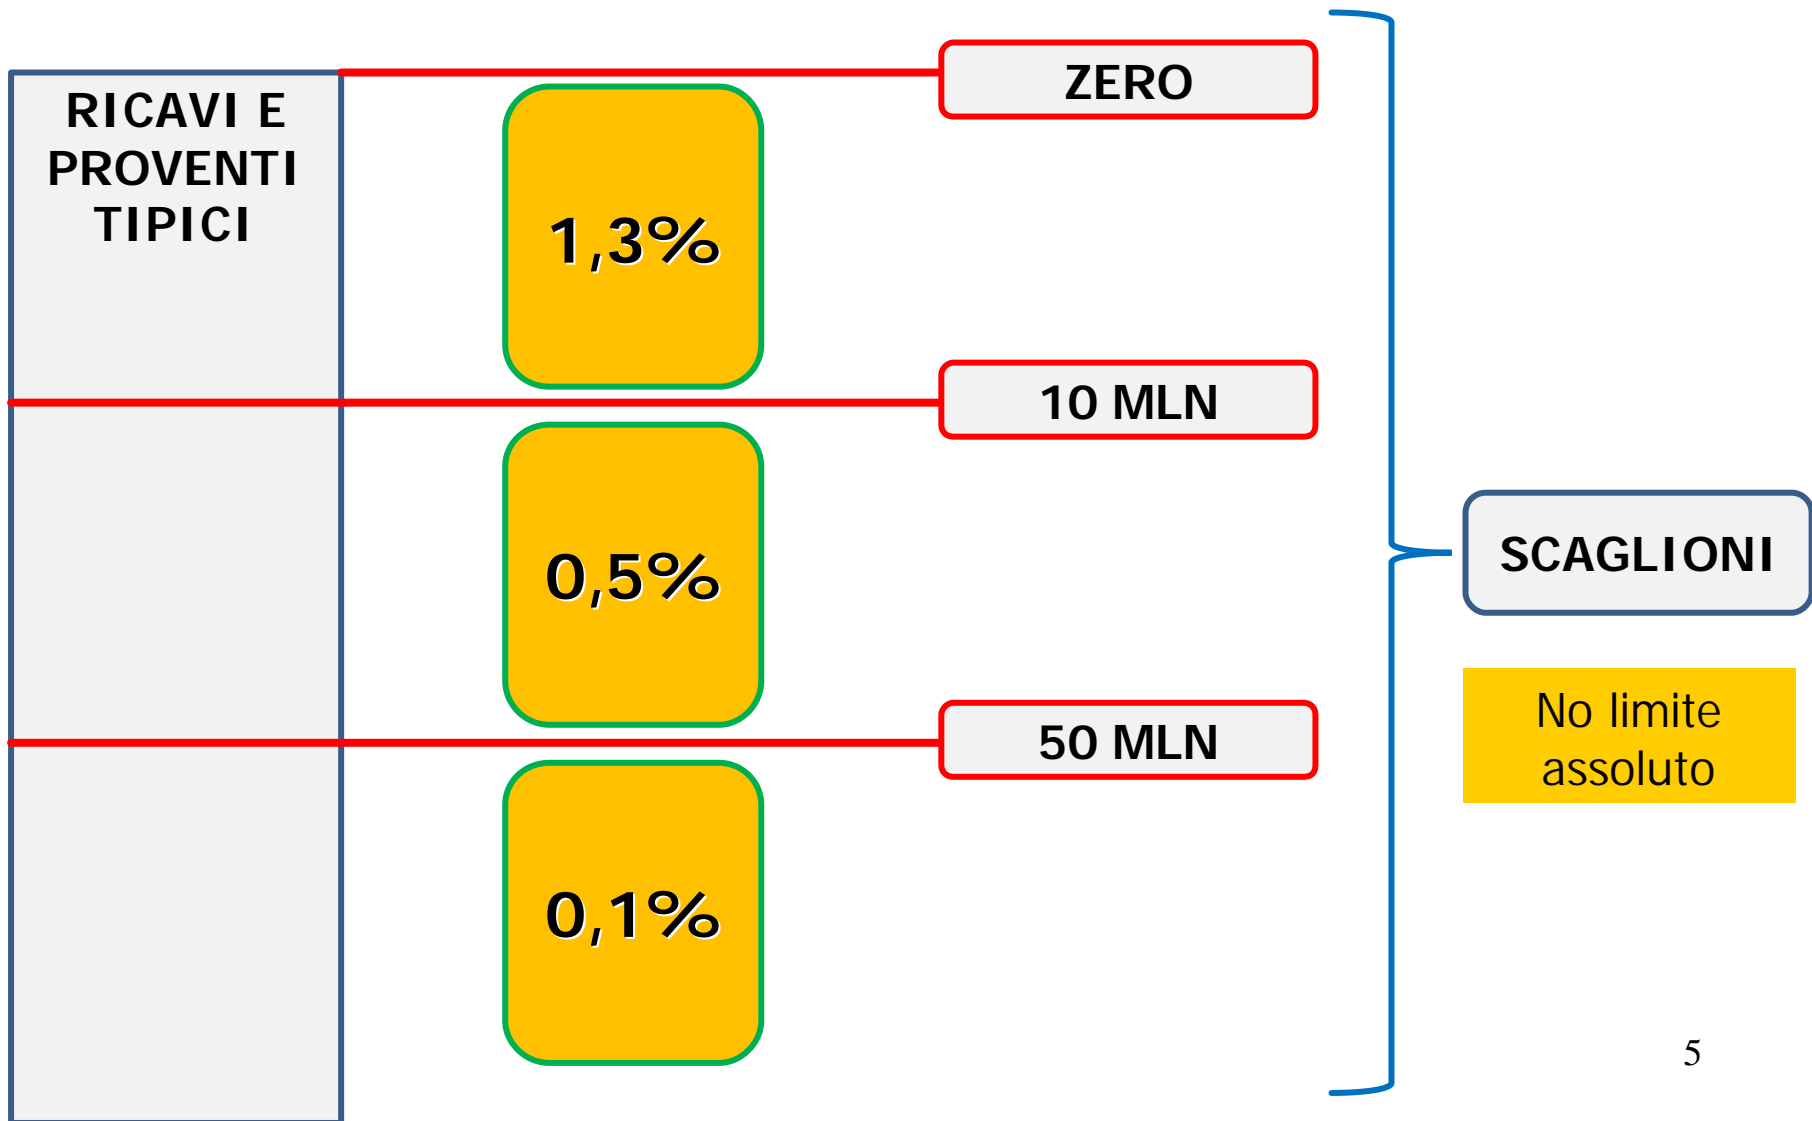 RICAVI E
PROVENTI
TIPICI
ZERO
1,3%
10 MLN
0,5%
SCAGLIONI
50 MLN
No limite
assoluto
0,1%
5